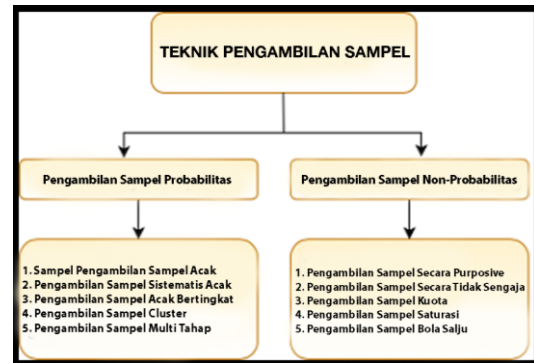 TEKNIK PENGAMBILAN SAMPEL
Pengambilan Sampel Probabilitas
Pengambilan Sampel Non-Probabilitas
1. Sampel Pengambilan Sampel Acak
2. Pengambilan Sampel Sistematis Acak
3. Pengambilan Sampel Acak Bertingkat
4. Pengambilan Sampel Cluster
5. Pengambilan Sampel Multi Tahap
1. Pengambilan Sampel Secara Purposive
2. Pengambilan Sampel Secara Tidak Sengaja
3. Pengambilan Sampel Kuota
4. Pengambilan Sampel Saturasi
5. Pengambilan Sampel Bola Salju